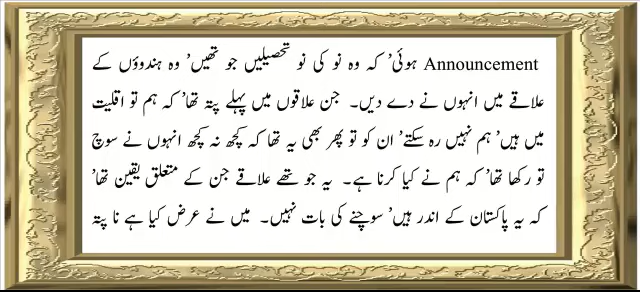 Announcement ہوئی’ کہ وہ نو کی نو تحصیلیں جو تھیں’ وہ ہندوؤں کے
علاقے میں انہوں نے دے دیں۔ جن علاقوں میں پہلے پتہ تھا’ کہ ہم تو اقلیت
میں ہیں’ ہم نہیں رہ سکتے’ ان کو تو پھر بھی یہ تھا کہ کچھ نہ کچھ انہوں نے سوچ
تو رکھا تھا’ کہ ہم نے کیا کرنا ہے۔ یہ جو تھے علاقے جن کے متعلق یقین تھا’
کہ یہ پاکستان کے اندر ہیں’ سوچنے کی بات نہیں۔ میں نے عرض کیا ہے نا پتہ